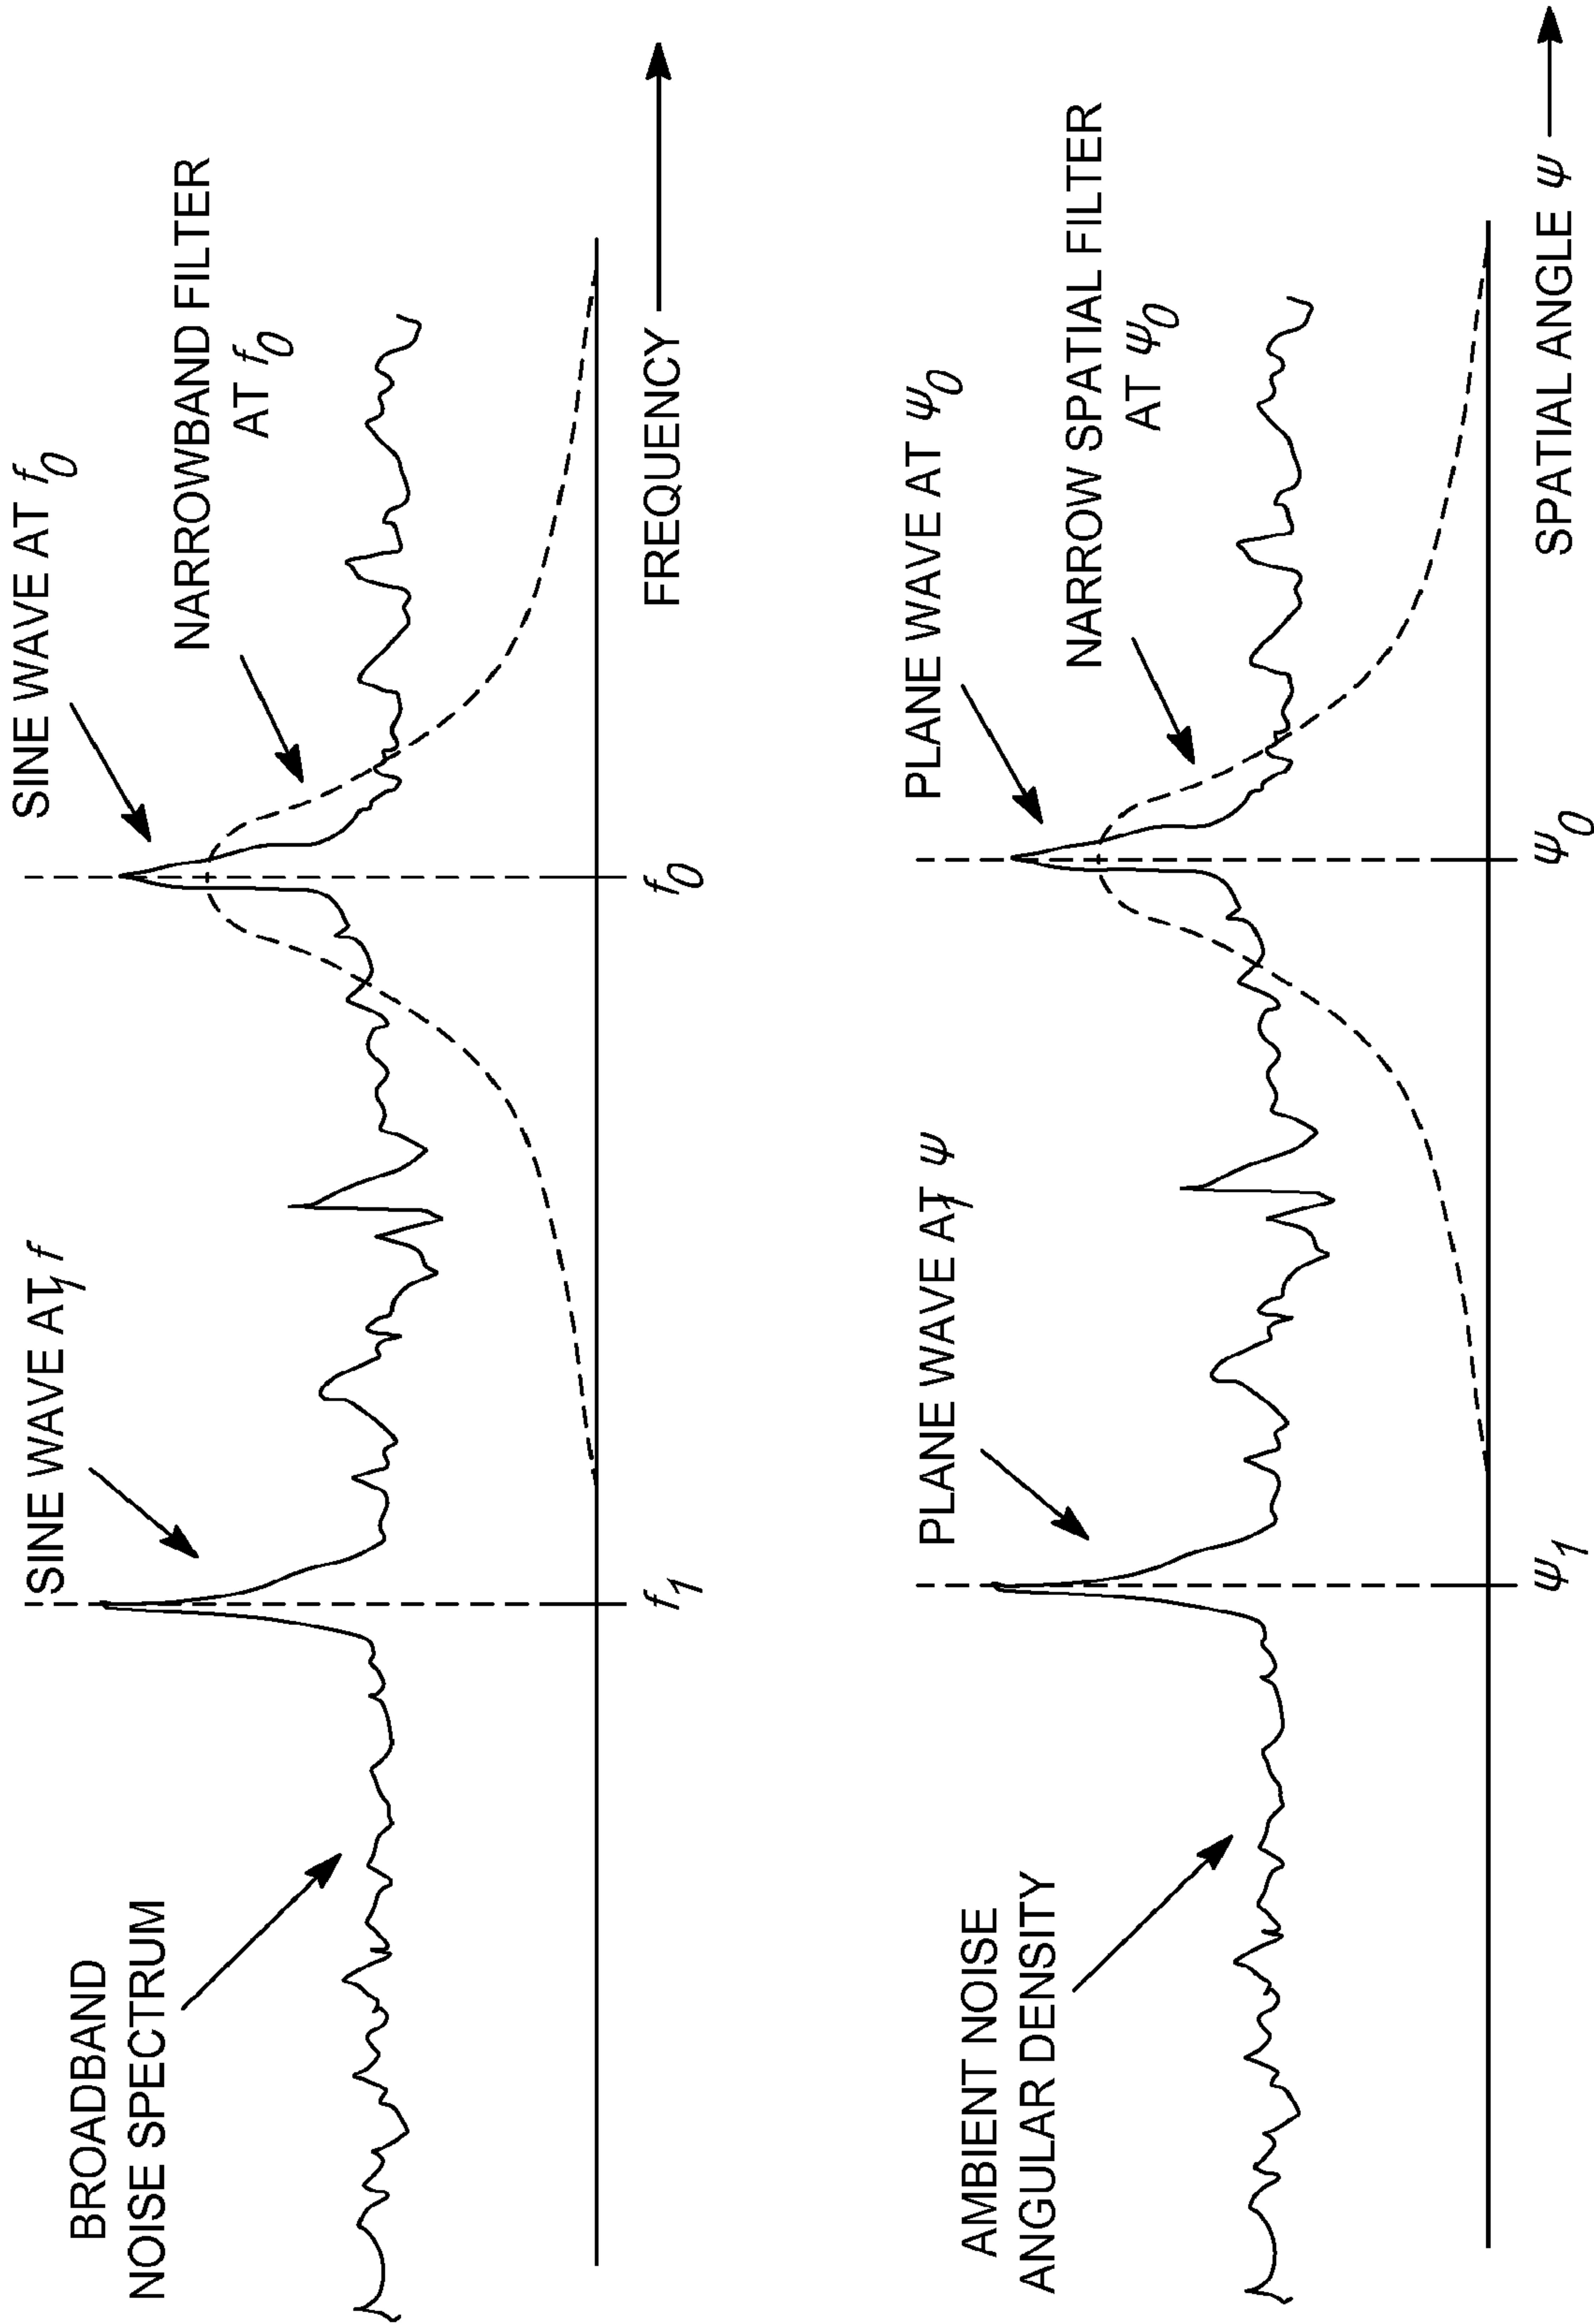 SINE WAVE AT f1
SINE WAVE AT f0
BROADBAND
NOISE SPECTRUM
NARROWBAND FILTER
AT f0
f1
f0
FREQUENCY
PLANE WAVE AT ψ1
PLANE WAVE AT ψ0
AMBIENT NOISE
ANGULAR DENSITY
NARROW SPATIAL FILTER
AT ψ0
ψ1
ψ0
SPATIAL ANGLE ψ